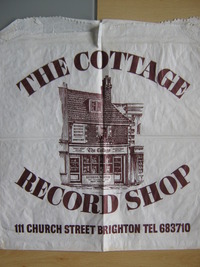 THE COTTAGE
RECORD SHOP
111 CHURCH STREET BRIGHTON TEL 683710